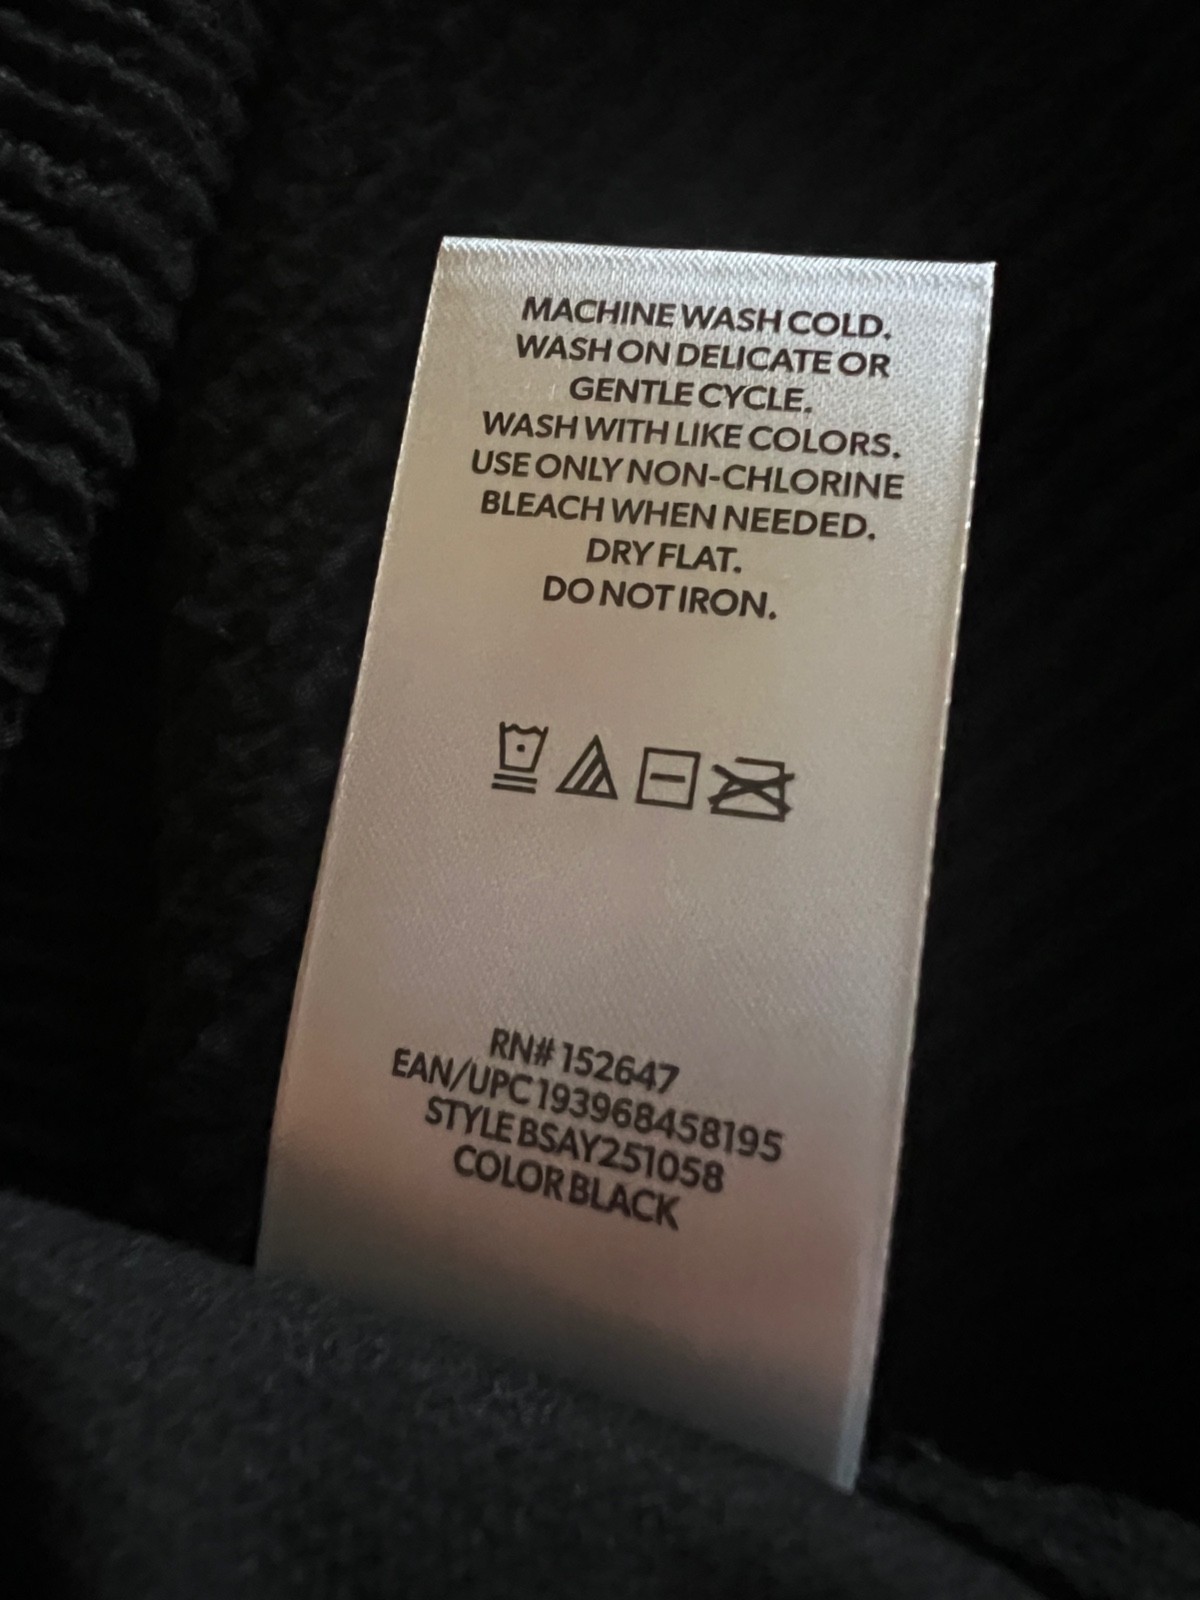 MACHINE WASH COLD.
WASH ON DELICATE OR
GENTLE CYCLE.
WASH WITH LIKE COLORS.
USE ONLY NON-CHLORINE
BLEACH WHEN NEEDED.
DRY FLAT.
DO NOT IRON.
RN# 152647
EAN/UPC 193968458195
STYLE BSAY251058
COLOR BLACK